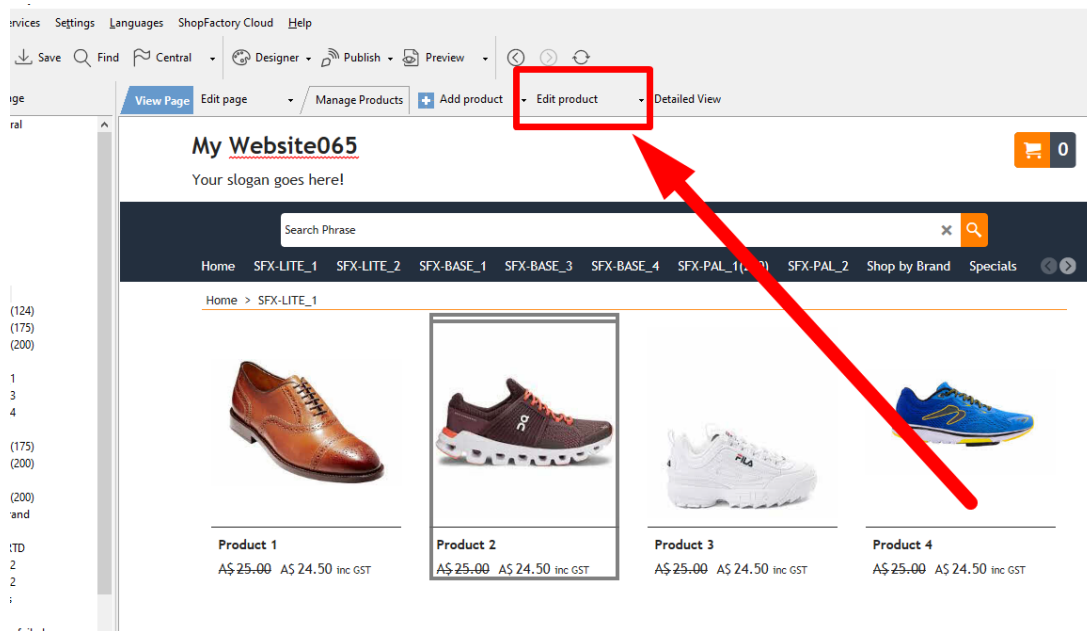 ervices Settings Languages ShopFactory Cloud Help
Save Find Central Designer Publish Preview
View Page Edit page Manage Products Add product Edit product Detailed View
My Website065
0
Your slogan goes here!
Search Phrase
Home SFX-LITE_1 SFX-LITE_2 SFX-BASE_1 SFX-BASE_3 SFX-BASE_4 SFX-PAL_2 Shop by Brand Specials
Home > SFX-LITE_1
(124)
(175)
(200)
1
3
4
(175)
(200)
(200)
2
2
FILA
Product 1 Product 2 Product 3 Product 4
A$ 25.00 A$ 24.50 inc GST A$ 25.00 A$ 24.50 inc GST A$ 25.00 A$ 24.50 inc GST A$ 25.00 A$ 24.50 inc GST